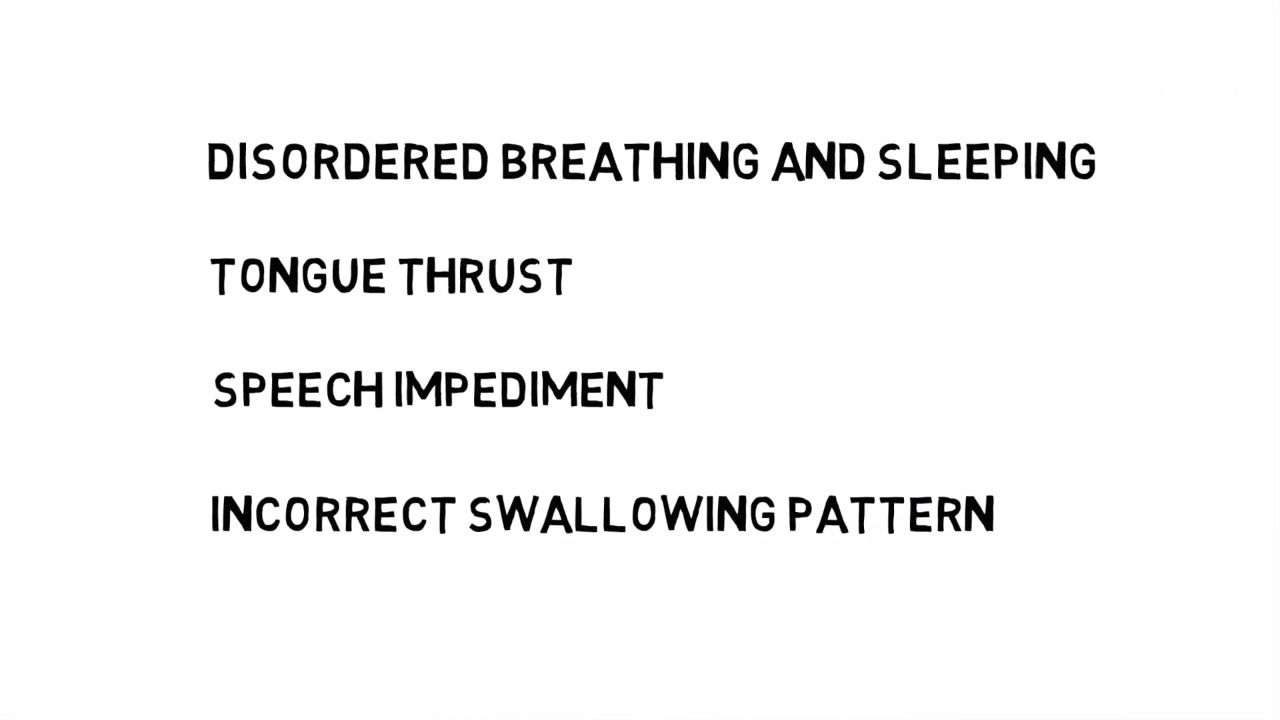 DISORDERED BREATHING AND SLEEPING
TONGUE THRUST
SPEECH IMPEDIMENT
INCORRECT SWALLOWING PATTERN